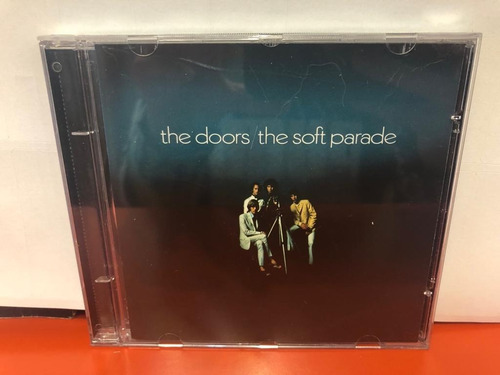 the doors / the soft parade